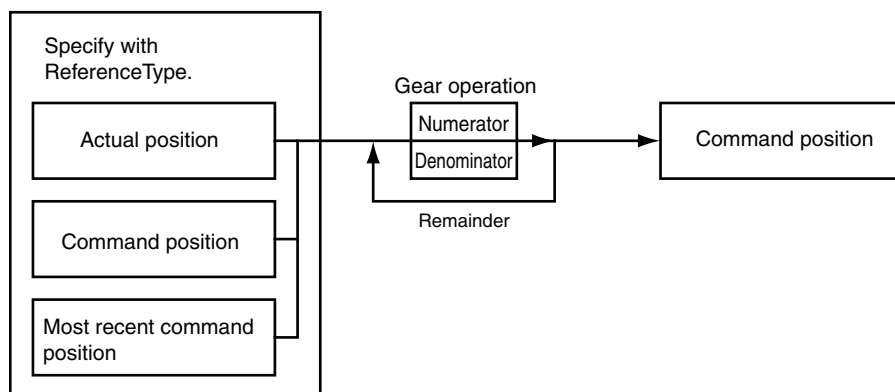 Specify with
ReferenceType.
Actual position
Command position
Most recent command
position
Gear operation
Numerator
Denominator
Remainder
Command position